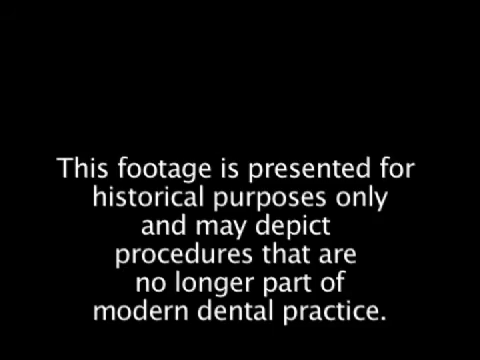 This footage is presented for
historical purposes only
and may depict
procedures that are
no longer part of
modern dental practice.